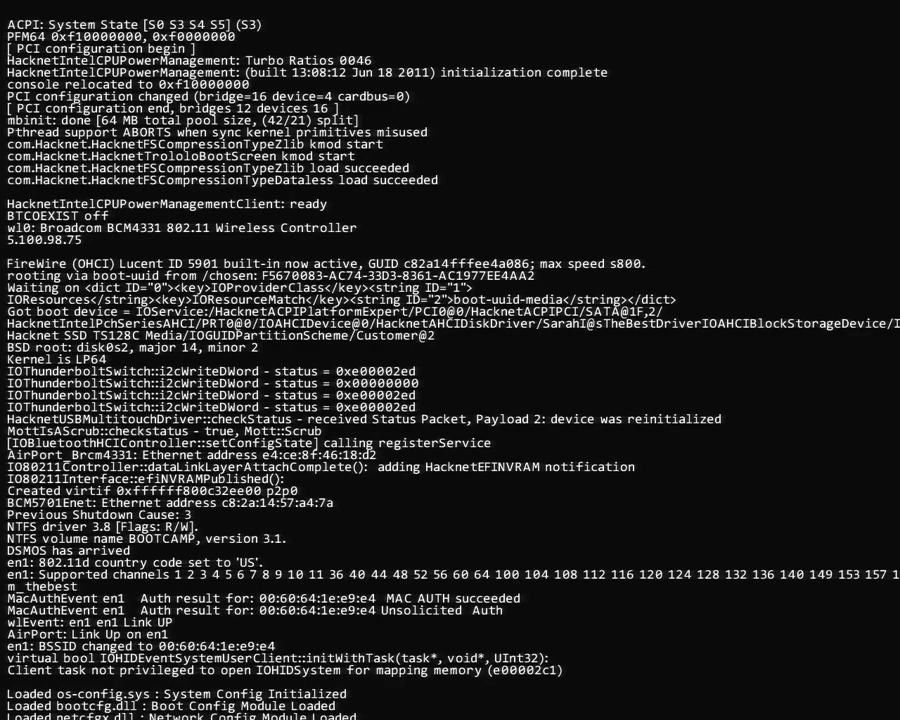 ACPI: System State [S0 S3 S4 S5] (S3)
PFM64 0xf10000000, 0xf0000000
[ PCI configuration begin ]
HacknetIntelCPUPowerManagement: Turbo Ratios 0046
HacknetIntelCPUPowerManagement: (built 13:08:12 Jun 18 2011) initialization complete
console relocated to 0xf10000000
PCI configuration changed (bridge=16 device=4 cardbus=0)
[ PCI configuration end, bridges 12 devices 16 ]
mbinit: done [64 MB total pool size, (42/21) split]
Pthread support ABORTS when sync kernel primitives misused
com.Hacknet.HacknetFSCompressionTypeZlib kmod start
com.Hacknet.HacknetTrololoBootScreen kmod start
com.Hacknet.HacknetFSCompressionTypeZlib load succeeded
com.Hacknet.HacknetFSCompressionTypeDataless load succeeded
HacknetIntelCPUPowerManagementClient: ready
BTCOEXIST off
wl0: Broadcom BCM4331 802.11 Wireless Controller
5.100.98.75
FireWire (OHCI) Lucent ID 5901 built-in now active, GUID c82a14fffee4a086; max speed s800.
rooting via boot-uuid from /chosen: F5670083-AC74-33D3-8361-AC1977EE4AA2
Waiting on <dict ID="0"><key>IOProviderClass</key><string ID="1">
IOResources</string><key>IOResourceMatch</key><string ID="2">boot-uuid-media</string></dict>
Got boot device = IOService:/HacknetACPIPlatformExpert/PCI0@0/HacknetACPIPCI/SATA@1F,2/
HacknetIntelPchSeriesAHCI/PRT0@0/IOAHCIDevice@0/HacknetAHCIDiskDriver/SarahI@sTheBestDriverIOAHCIBlockStorageDevice/I
Hacknet SSD TS128C Media/IOGUIDPartitionScheme/Customer@2
BSD root: disk0s2, major 14, minor 2
Kernel is LP64
IOThunderboltSwitch::i2cWriteDWord - status = 0xe00002ed
IOThunderboltSwitch::i2cWriteDWord - status = 0x00000000
IOThunderboltSwitch::i2cWriteDWord - status = 0xe00002ed
IOThunderboltSwitch::i2cWriteDWord - status = 0xe00002ed
HacknetUSBMultitouchDriver::checkStatus - received Status Packet, Payload 2: device was reinitialized
MottIsAScrub::checkstatus - true, Mott::Scrub
[IOBluetoothHCIController::setConfigState] calling registerService
AirPort_Brcm4331: Ethernet address e4:ce:8f:46:18:d2
IO80211Controller::dataLinkLayerAttachComplete():  adding HacknetEFINVRAM notification
IO80211Interface::efiNVRAMPublished():
Created virtif 0xffffff800c32ee00 p2p0
BCM5701Enet: Ethernet address c8:2a:14:57:a4:7a
Previous Shutdown Cause: 3
NTFS driver 3.8 [Flags: R/W].
NTFS volume name BOOTCAMP, version 3.1.
DSMOS has arrived
en1: 802.11d country code set to 'US'.
en1: Supported channels 1 2 3 4 5 6 7 8 9 10 11 36 40 44 48 52 56 60 64 100 104 108 112 116 120 124 128 132 136 140 149 153 157 1
m_thebest
MacAuthEvent en1   Auth result for: 00:60:64:1e:e9:e4  MAC AUTH succeeded
MacAuthEvent en1   Auth result for: 00:60:64:1e:e9:e4 Unsolicited  Auth
wlEvent: en1 en1 Link UP
AirPort: Link Up on en1
en1: BSSID changed to 00:60:64:1e:e9:e4
virtual bool IOHIDEventSystemUserClient::initWithTask(task*, void*, UInt32):
Client task not privileged to open IOHIDSystem for mapping memory (e00002c1)
Loaded os-config.sys : System Config Initialized
Loaded bootcfg.dll : Boot Config Module Loaded
Loaded netcfgx.dll : Network Config Module Loaded